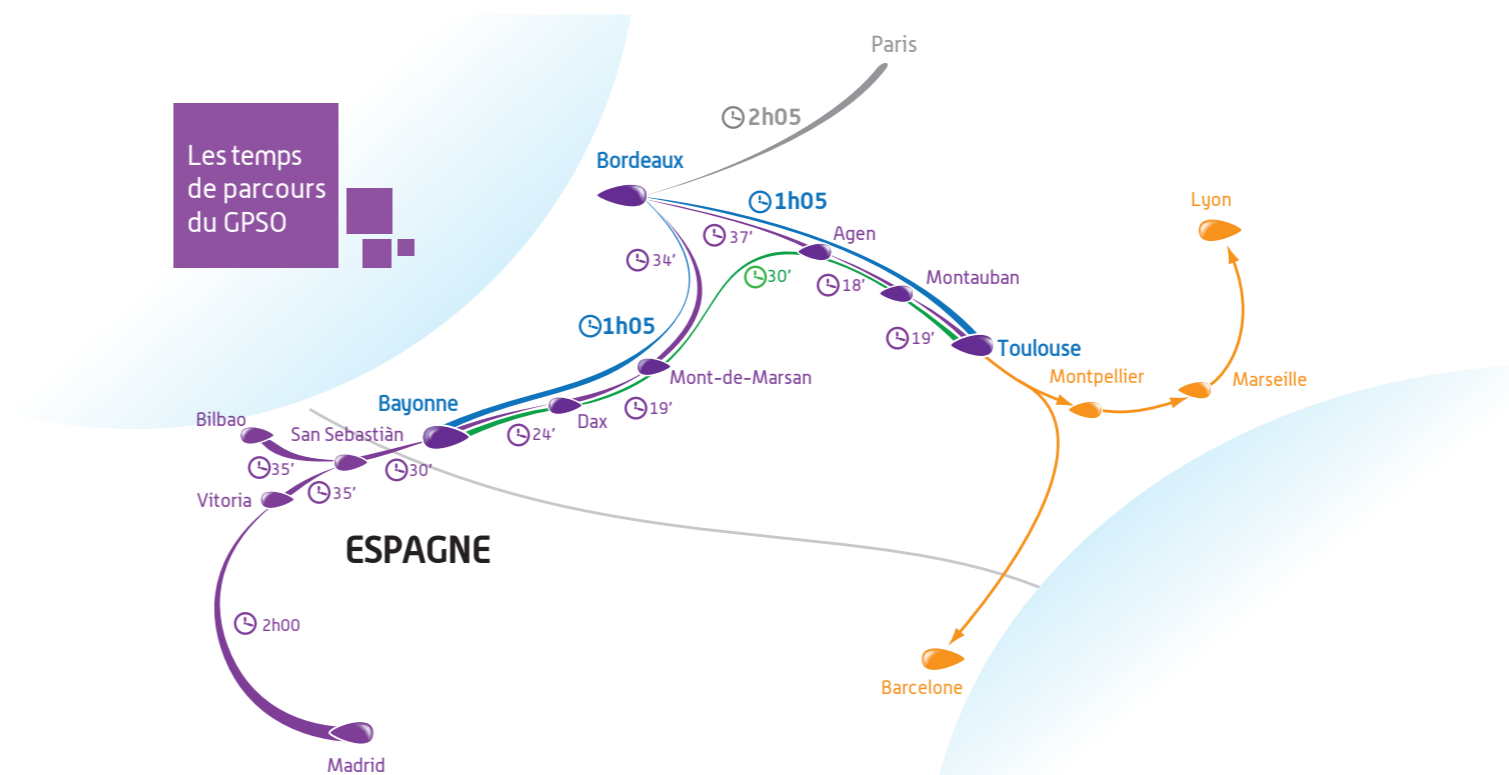 Paris
2h05
Les temps
de parcours
du GPSO
Bordeaux
1h05
37'
Agen
34'
30'
18'
Montauban
Lyon
1h05
19'
Toulouse
Mont-de-Marsan
Montpellier
Marseille
Bayonne
19'
Dax
24'
Bilbao
San Sebastiàn
35'
30'
Vitoria
35'
ESPAGNE
2h00
Barcelone
Madrid